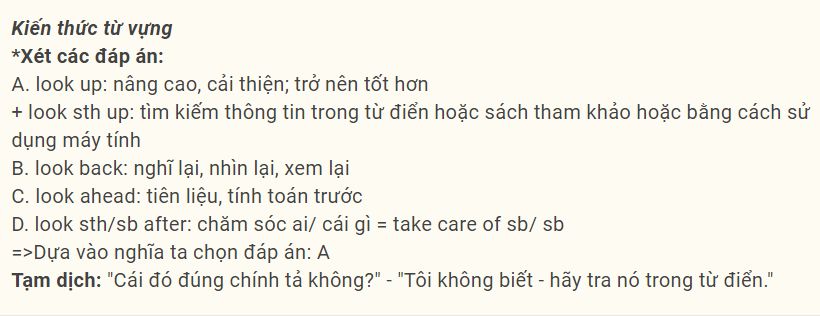 Kiến thức từ vựng
*Xét các đáp án:
A. look up: nâng cao, cải thiện; trở nên tốt hơn
+ look sth up: tìm kiếm thông tin trong từ điển hoặc sách tham khảo hoặc bằng cách sử
dụng máy tính
B. look back: nghĩ lại, nhìn lại, xem lại
C. look ahead: tiên liệu, tính toán trước
D. look sth/sb after: chăm sóc ai/ cái gì = take care of sb/ sb
=>Dựa vào nghĩa ta chọn đáp án: A
Tạm dịch: "Cái đó đúng chính tả không?" - "Tôi không biết - hãy tra nó trong từ điển."